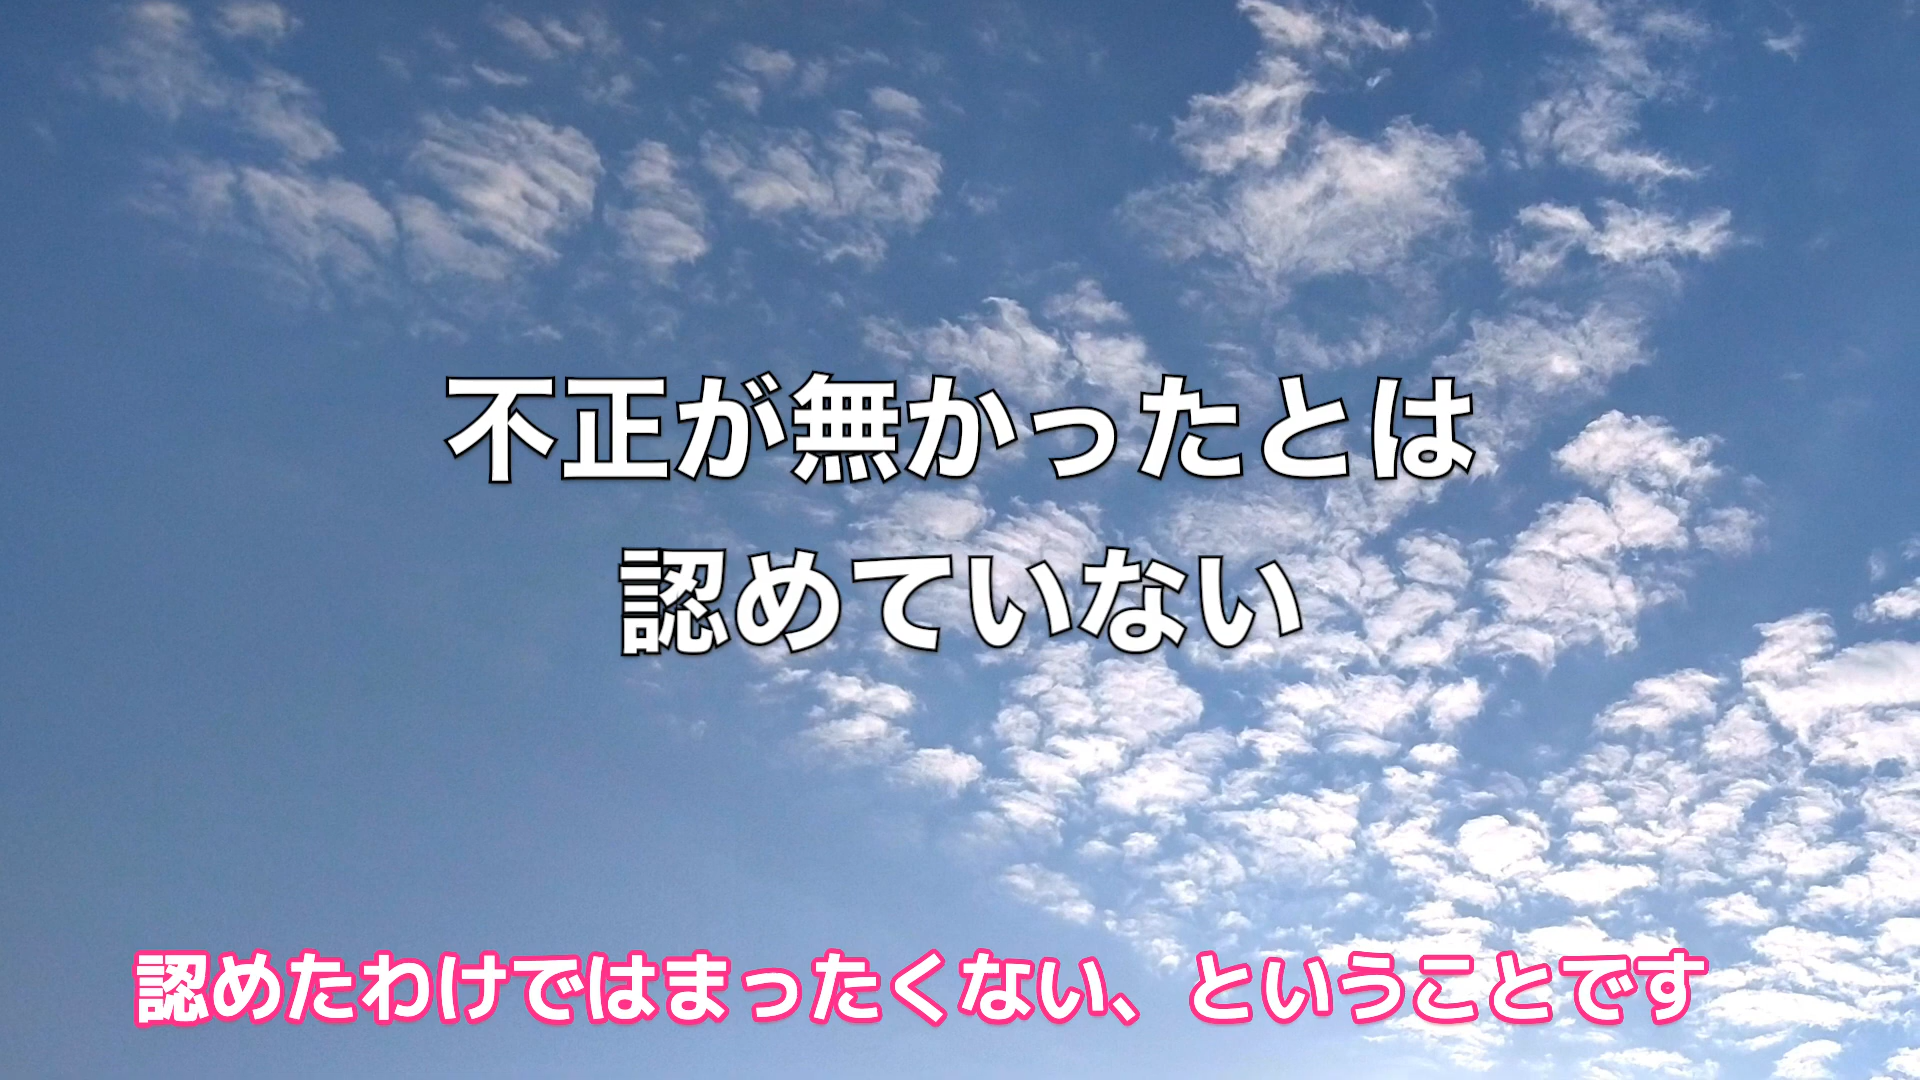 不正が無かったとは
認めていない
認めたわけではまったくない、ということです